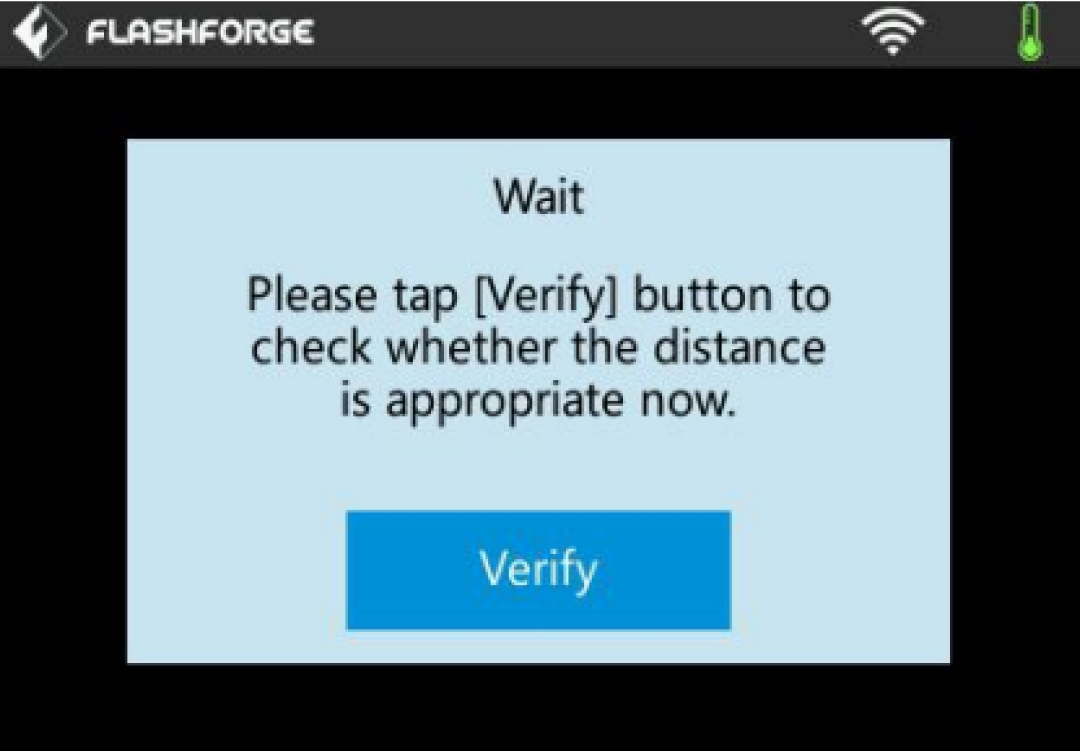 FLASHFORGE
Wait
Please tap [Verify] button to
check whether the distance
is appropriate now.
Verify